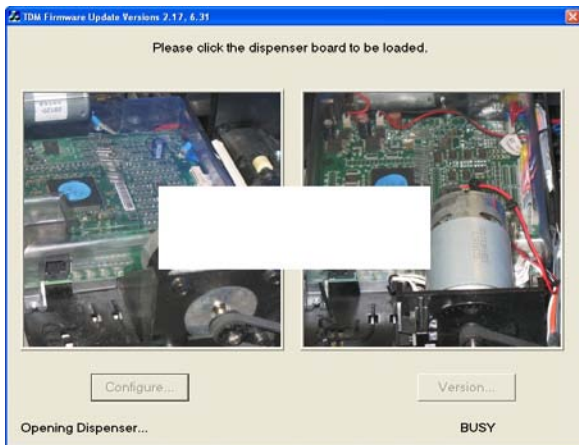 TDM Firmware Update Versions 2.17, 6.31
Please click the dispenser board to be loaded.
Configure...
Version...
Opening Dispenser...
BUSY